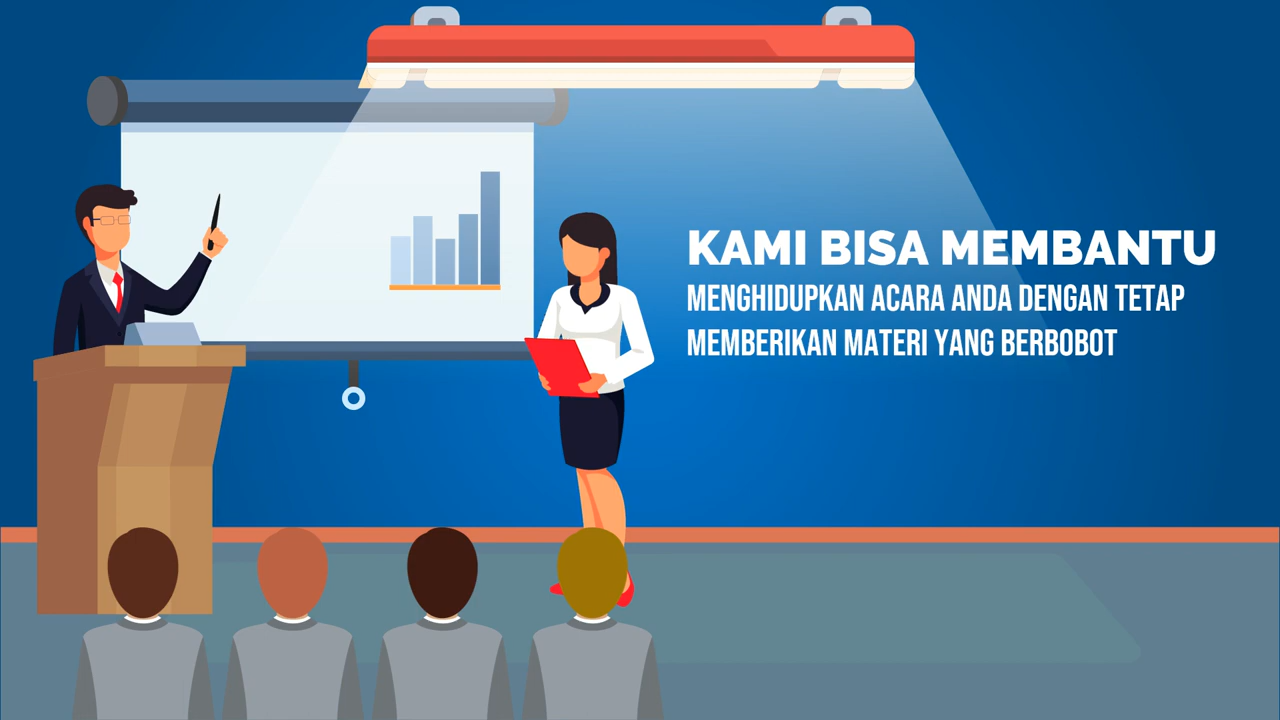 KAMI BISA MEMBANTU
MENGHIDUPKAN ACARA ANDA DENGAN TETAP
MEMBERIKAN MATERI YANG BERBOBOT